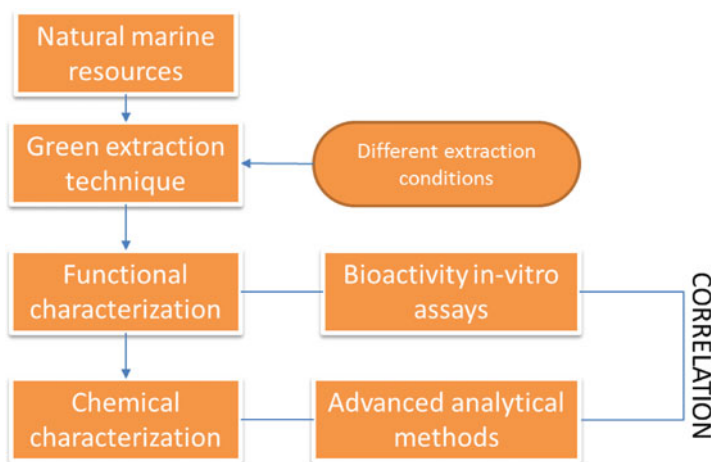 Natural marine
resources
Green extraction
technique
Different extraction
conditions
Functional
characterization
Bioactivity in-vitro
assays
Chemical
characterization
Advanced analytical
methods
CORRELATION